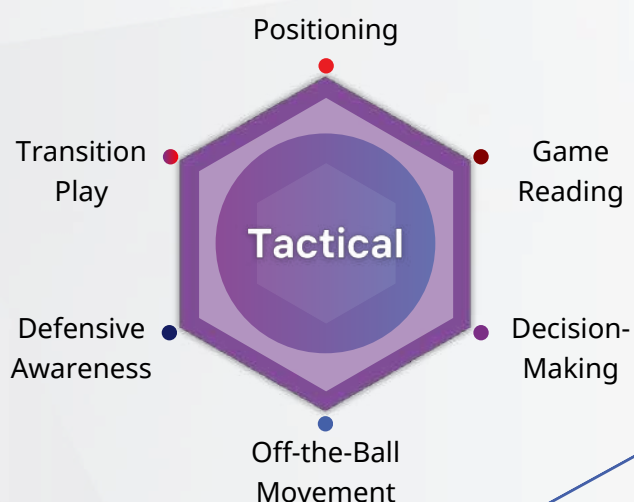 Positioning
Transition
Play
Game
Reading
Tactical
Defensive
Awareness
Decision-
Making
Off-the-Ball
Movement